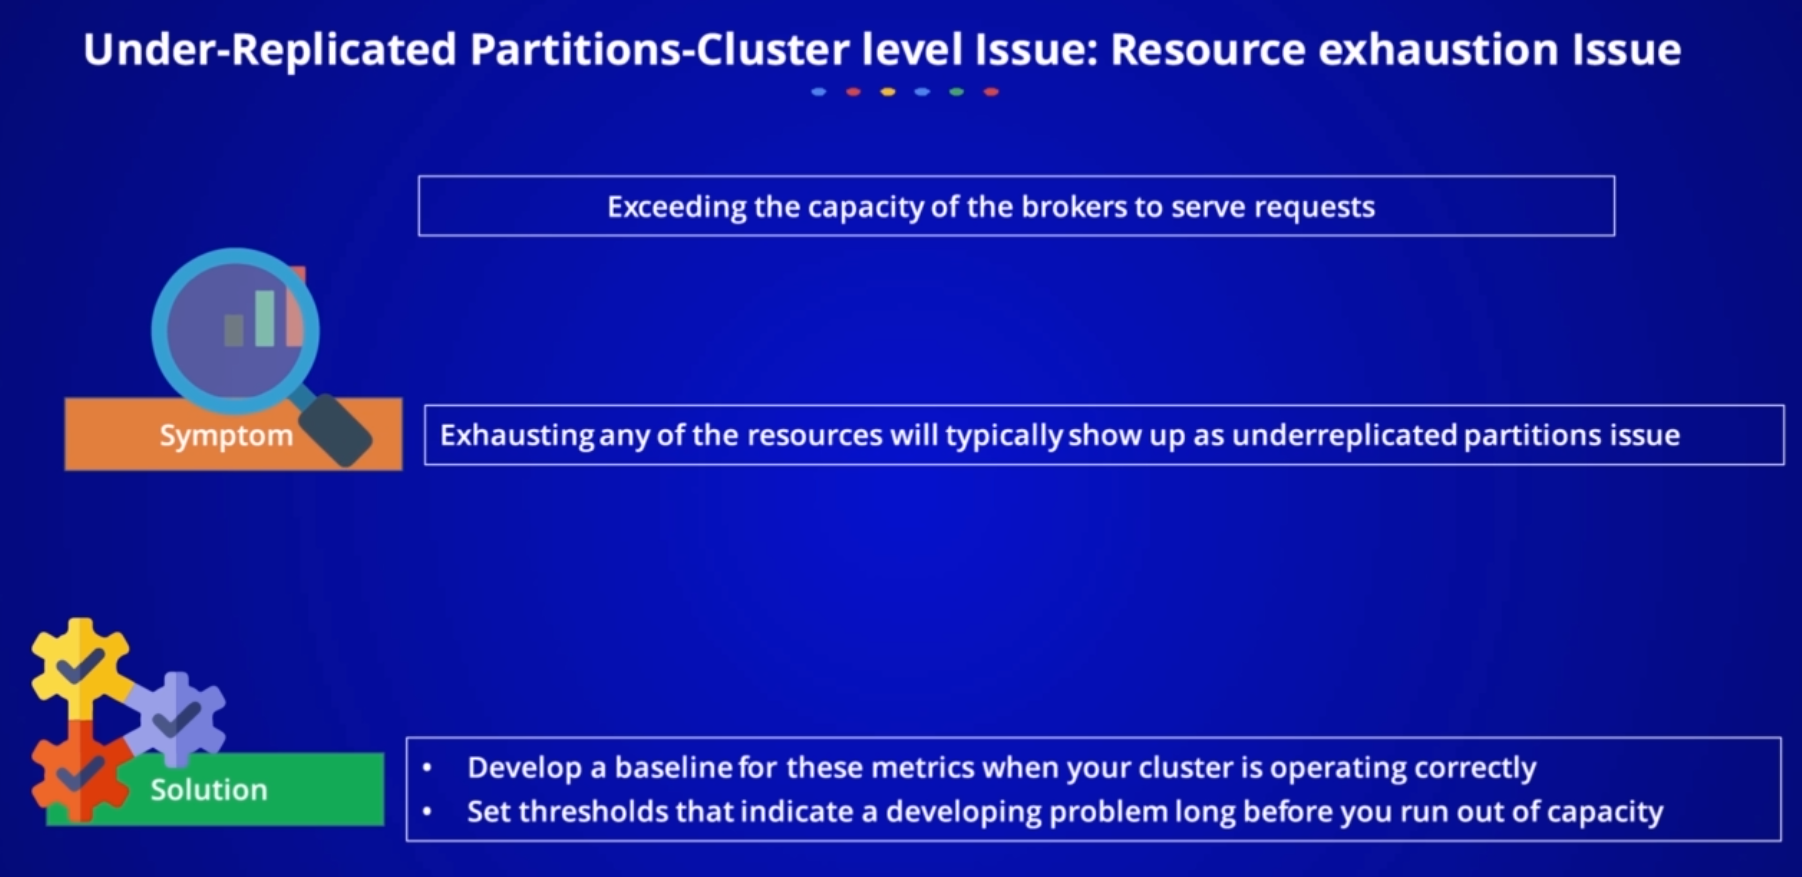 Under-Replicated Partitions-Cluster level Issue: Resource exhaustion Issue
Exceeding the capacity of the brokers to serve requests
Symptom
Exhausting any of the resources will typically show up as underreplicated partitions issue
Solution
• Develop a baseline for these metrics when your cluster is operating correctly
• Set thresholds that indicate a developing problem long before you run out of capacity